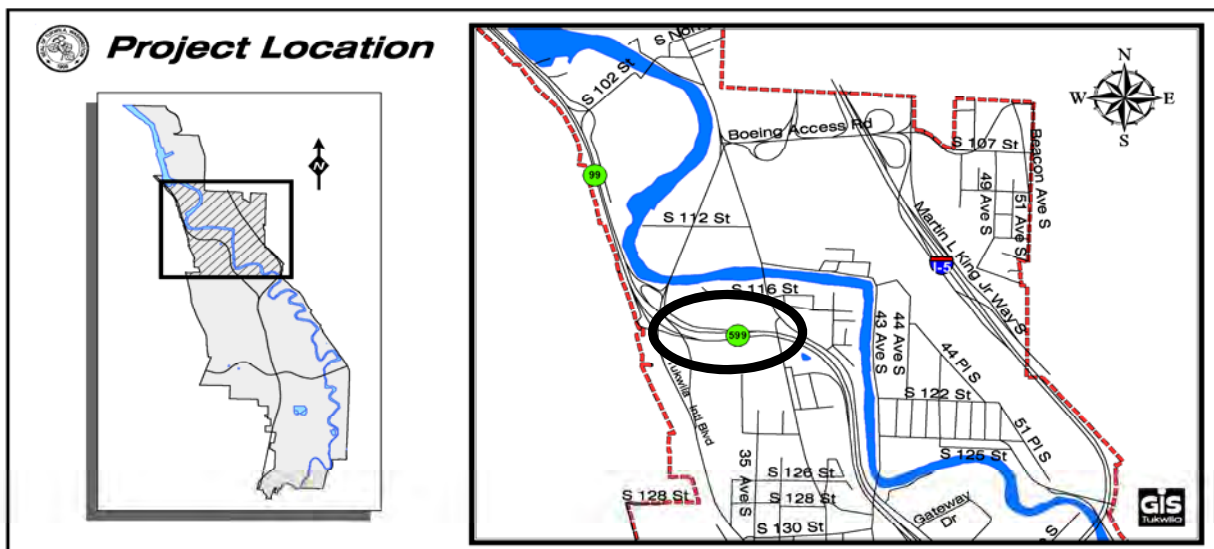 Project Location
N
N
W E
S
S 102 St
S Nor
Boeing Access Rd
S 107 St
Beacon Ave S
49 Ave S
51 Ave S
99
S 112 St
Martin L King Jr Way S
I-5
S 116 St
599
43 Ave S
44 Ave S
44 Pl S
Tukwila Intl Blvd
S 122 St
51 Pl S
S 125 St
35 Ave S
S 126 St
S 128 St
S 128 St
S 130 St
Gateway
Dr
S
GIS
Tukwila